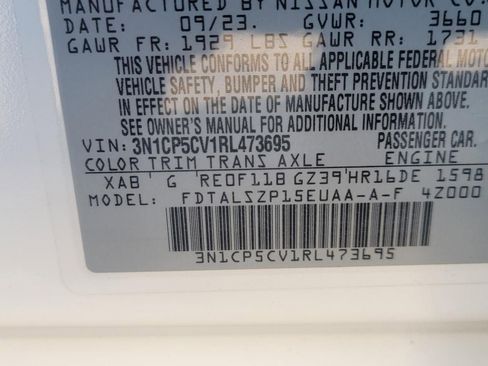 MANUFACTURED BY NISSAN MOTOR CO.
DATE: 09/23. GVWR: 3660
GAWR FR: 1929 LBS GAWR RR: 1731
THIS VEHICLE CONFORMS TO ALL APPLICABLE FEDERAL MOTOR
VEHICLE SAFETY, BUMPER AND THEFT PREVENTION STANDARD
IN EFFECT ON THE DATE OF MANUFACTURE SHOWN ABOVE.
SEE OWNER'S MANUAL FOR ADDITIONAL INFORMATION.
VIN: 3N1CP5CV1RL473695 PASSENGER CAR.
COLOR TRIM TRANS AXLE ENGINE
XAB G RE0F11B GZ39 HR16DE 1598
MODEL: FDTALSZP15EUAA-A-F 4Z000
3N1CP5CV1RL473695